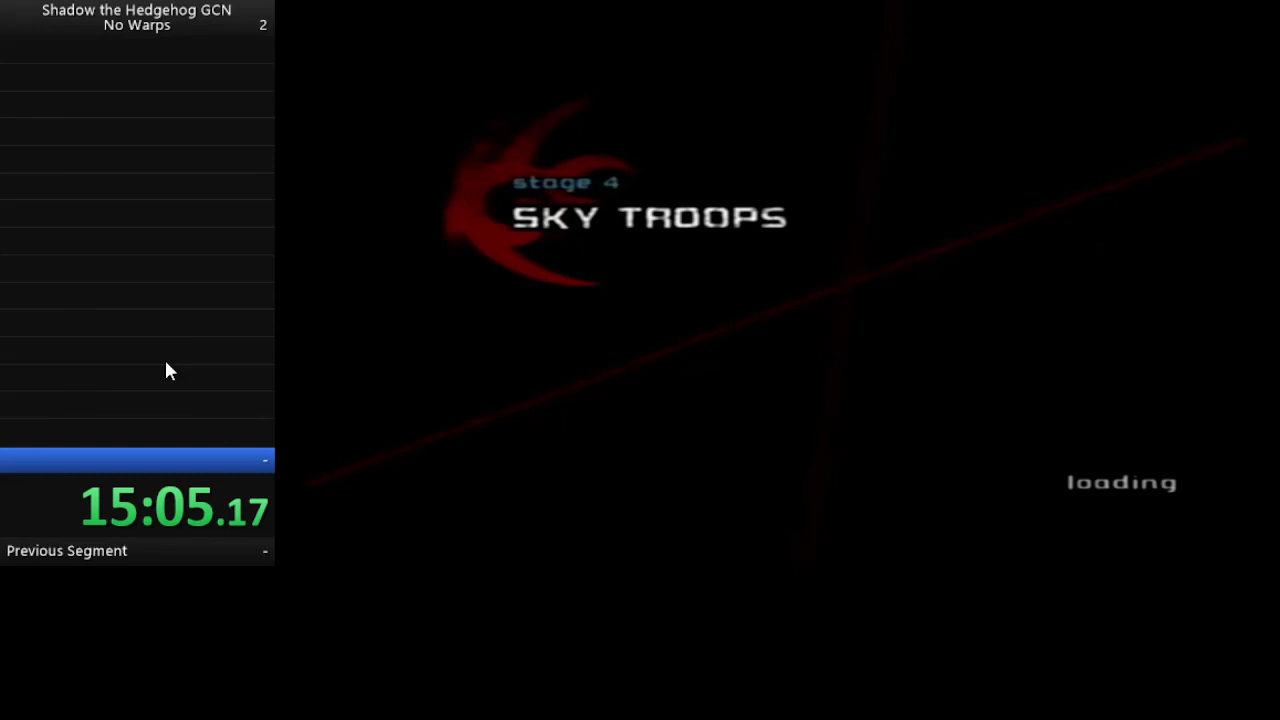 Shadow the Hedgehog GCN
No Warps 2
-
15:05.17
Previous Segment -
stage 4
SKY TROOPS
loading